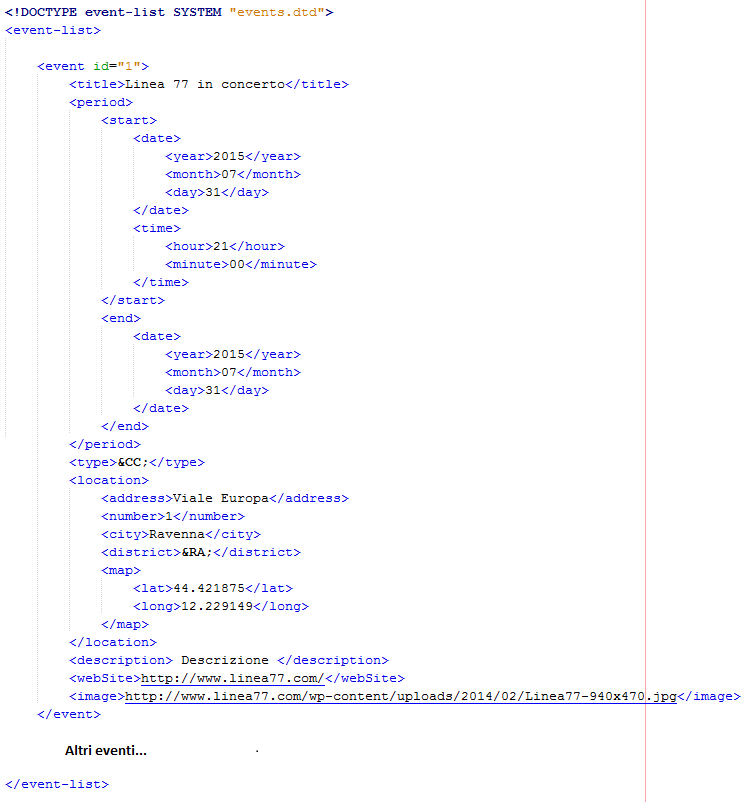 <!DOCTYPE event-list SYSTEM "events.dtd">
<event-list>
<event id="1">
<title>Linea 77 in concerto</title>
<period>
<start>
<date>
<year>2015</year>
<month>07</month>
<day>31</day>
</date>
<time>
<hour>21</hour>
<minute>00</minute>
</time>
</start>
<end>
<date>
<year>2015</year>
<month>07</month>
<day>31</day>
</date>
</end>
</period>
<type>&CC;</type>
<location>
<address>Viale Europa</address>
<number>1</number>
<city>Ravenna</city>
<district>&RA;</district>
<map>
<lat>44.421875</lat>
<long>12.229149</long>
</map>
</location>
<description> Descrizione </description>
<webSite>http://www.linea77.com/</webSite>
<image>http://www.linea77.com/wp-content/uploads/2014/02/Linea77-940x470.jpg</image>
</event>
Altri eventi...
</event-list>